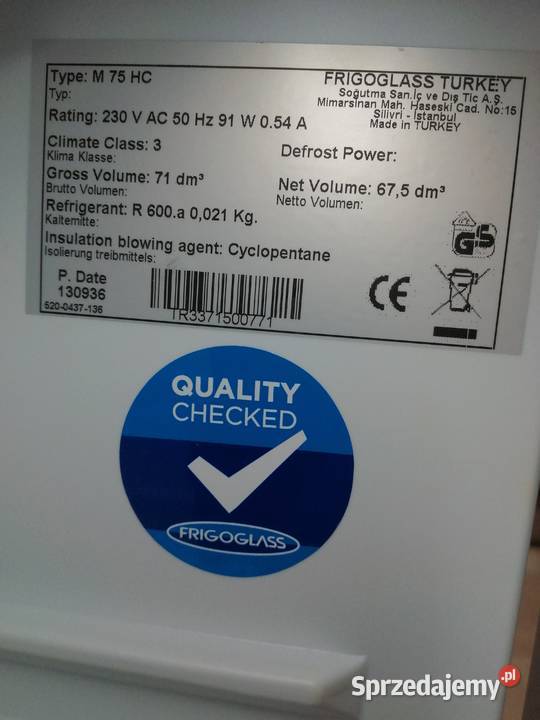 Type: M 75 HC
Typ:
FRIGOGLASS TURKEY
Soğutma San.İç ve Dış Tic A.Ş.
Mimarsinan Mah. Haseski Cad. No:15
Silivri - İstanbul
Made in TURKEY
Rating: 230 V AC 50 Hz 91 W 0.54 A
Climate Class: 3
Klima Klasse:
Defrost Power:
Gross Volume: 71 dm³
Brutto Volumen:
Net Volume: 67,5 dm³
Netto Volumen:
Refrigerant: R 600.a 0,021 Kg.
Kaltemitte:
Insulation blowing agent: Cyclopentane
Isolierung treibmittels:
P. Date
130936
520-0437-136
TR3371500771
GS
CE
QUALITY
CHECKED
FRIGOGLASS
Sprzedajemy.pl